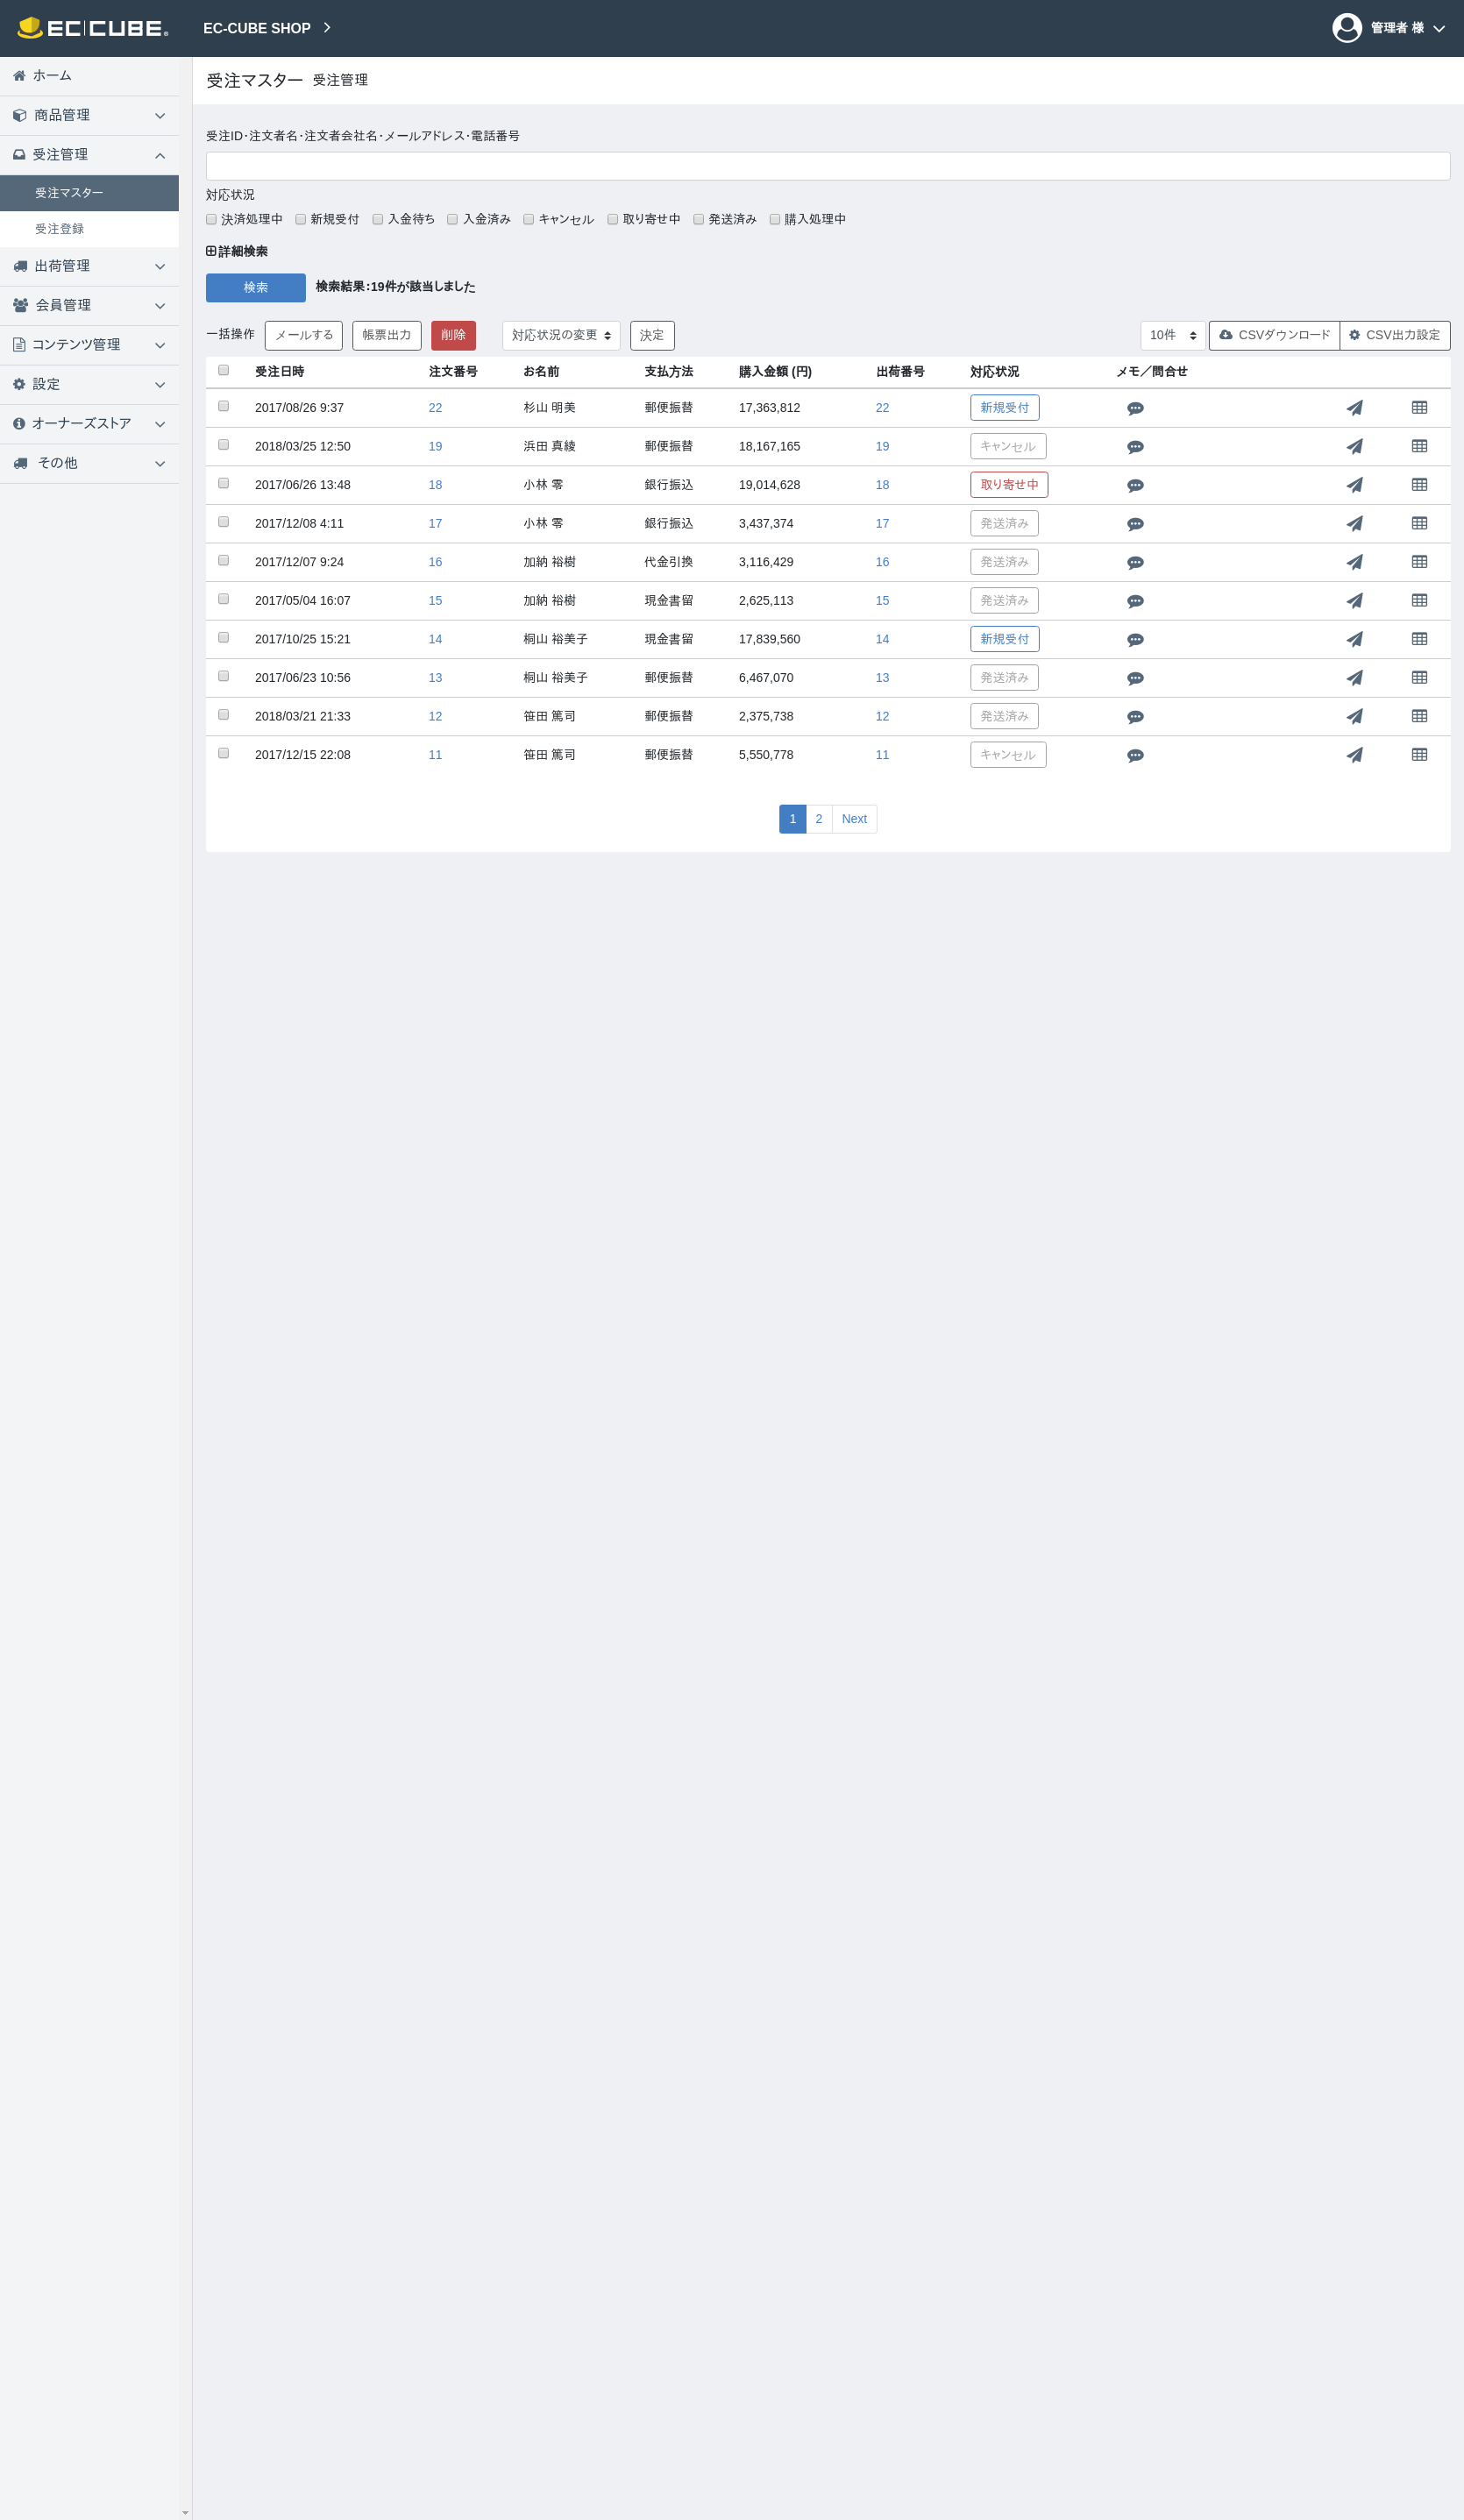 EC CUBE® EC-CUBE SHOP 管理者 様
ホーム
商品管理
受注管理
受注マスター
受注登録
出荷管理
会員管理
コンテンツ管理
設定
オーナーズストア
その他
受注マスター 受注管理
受注ID・注文者名・注文者会社名・メールアドレス・電話番号
対応状況
決済処理中 新規受付 入金待ち 入金済み キャンセル 取り寄せ中 発送済み 購入処理中
詳細検索
検索 検索結果：19件が該当しました
一括操作 メールする 帳票出力 削除 対応状況の変更 決定 10件 CSVダウンロード CSV出力設定
受注日時 注文番号 お名前 支払方法 購入金額 (円) 出荷番号 対応状況 メモ／問合せ
2017/08/26 9:37 22 杉山 明美 郵便振替 17,363,812 22 新規受付
2018/03/25 12:50 19 浜田 真綾 郵便振替 18,167,165 19 キャンセル
2017/06/26 13:48 18 小林 零 銀行振込 19,014,628 18 取り寄せ中
2017/12/08 4:11 17 小林 零 銀行振込 3,437,374 17 発送済み
2017/12/07 9:24 16 加納 裕樹 代金引換 3,116,429 16 発送済み
2017/05/04 16:07 15 加納 裕樹 現金書留 2,625,113 15 発送済み
2017/10/25 15:21 14 桐山 裕美子 現金書留 17,839,560 14 新規受付
2017/06/23 10:56 13 桐山 裕美子 郵便振替 6,467,070 13 発送済み
2018/03/21 21:33 12 笹田 篤司 郵便振替 2,375,738 12 発送済み
2017/12/15 22:08 11 笹田 篤司 郵便振替 5,550,778 11 キャンセル
1 2 Next